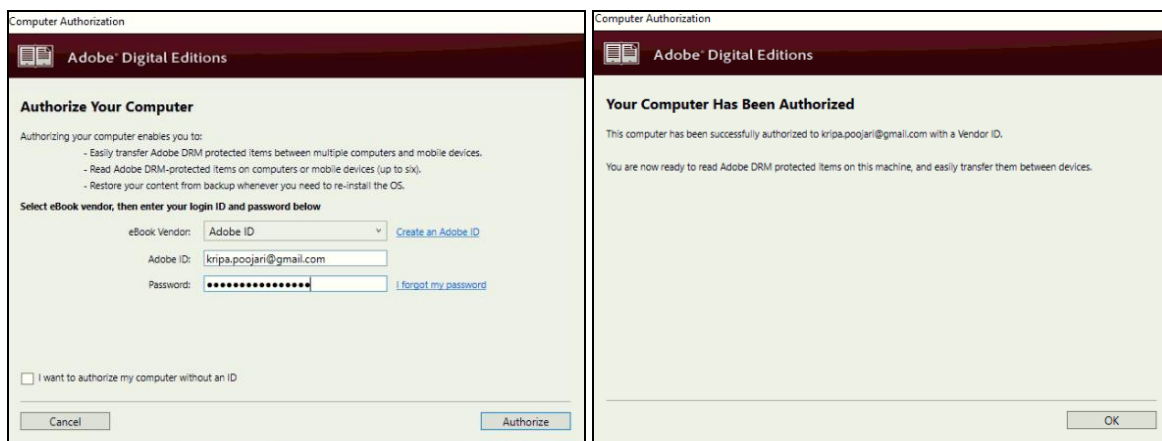 Computer Authorization
Adobe® Digital Editions
Authorize Your Computer
Authorizing your computer enables you to:
- Easily transfer Adobe DRM protected items between multiple computers and mobile devices.
- Read Adobe DRM-protected items on computers or mobile devices (up to six).
- Restore your content from backup whenever you need to re-install the OS.
Select eBook vendor, then enter your login ID and password below
eBook Vendor: Adobe ID Create an Adobe ID
Adobe ID: kripa.poojari@gmail.com
Password: •••••••••••••••• I forgot my password
I want to authorize my computer without an ID
Cancel Authorize
Computer Authorization
Adobe® Digital Editions
Your Computer Has Been Authorized
This computer has been successfully authorized to kripa.poojari@gmail.com with a Vendor ID.
You are now ready to read Adobe DRM protected items on this machine, and easily transfer them between devices.
OK